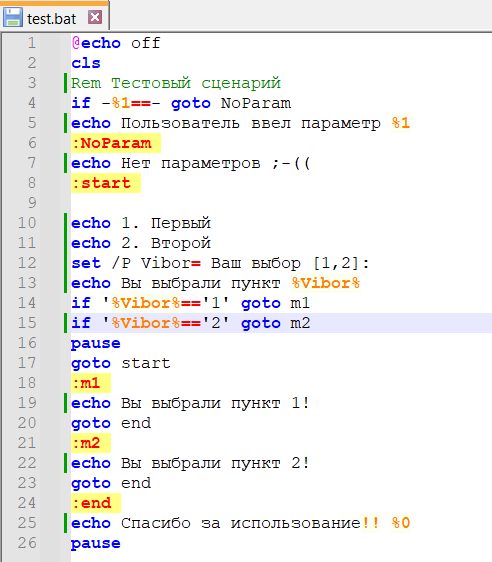 test.bat
1 @echo off
2 cls
3 Rem Тестовый сценарий
4 if -%1==- goto NoParam
5 echo Пользователь ввел параметр %1
6 :NoParam
7 echo Нет параметров ;-((
8 :start
9
10 echo 1. Первый
11 echo 2. Второй
12 set /P Vibor= Ваш выбор [1,2]:
13 echo Вы выбрали пункт %Vibor%
14 if '%Vibor%=='1' goto m1
15 if '%Vibor%=='2' goto m2
16 pause
17 goto start
18 :m1
19 echo Вы выбрали пункт 1!
20 goto end
21 :m2
22 echo Вы выбрали пункт 2!
23 goto end
24 :end
25 echo Спасибо за использование!! %0
26 pause